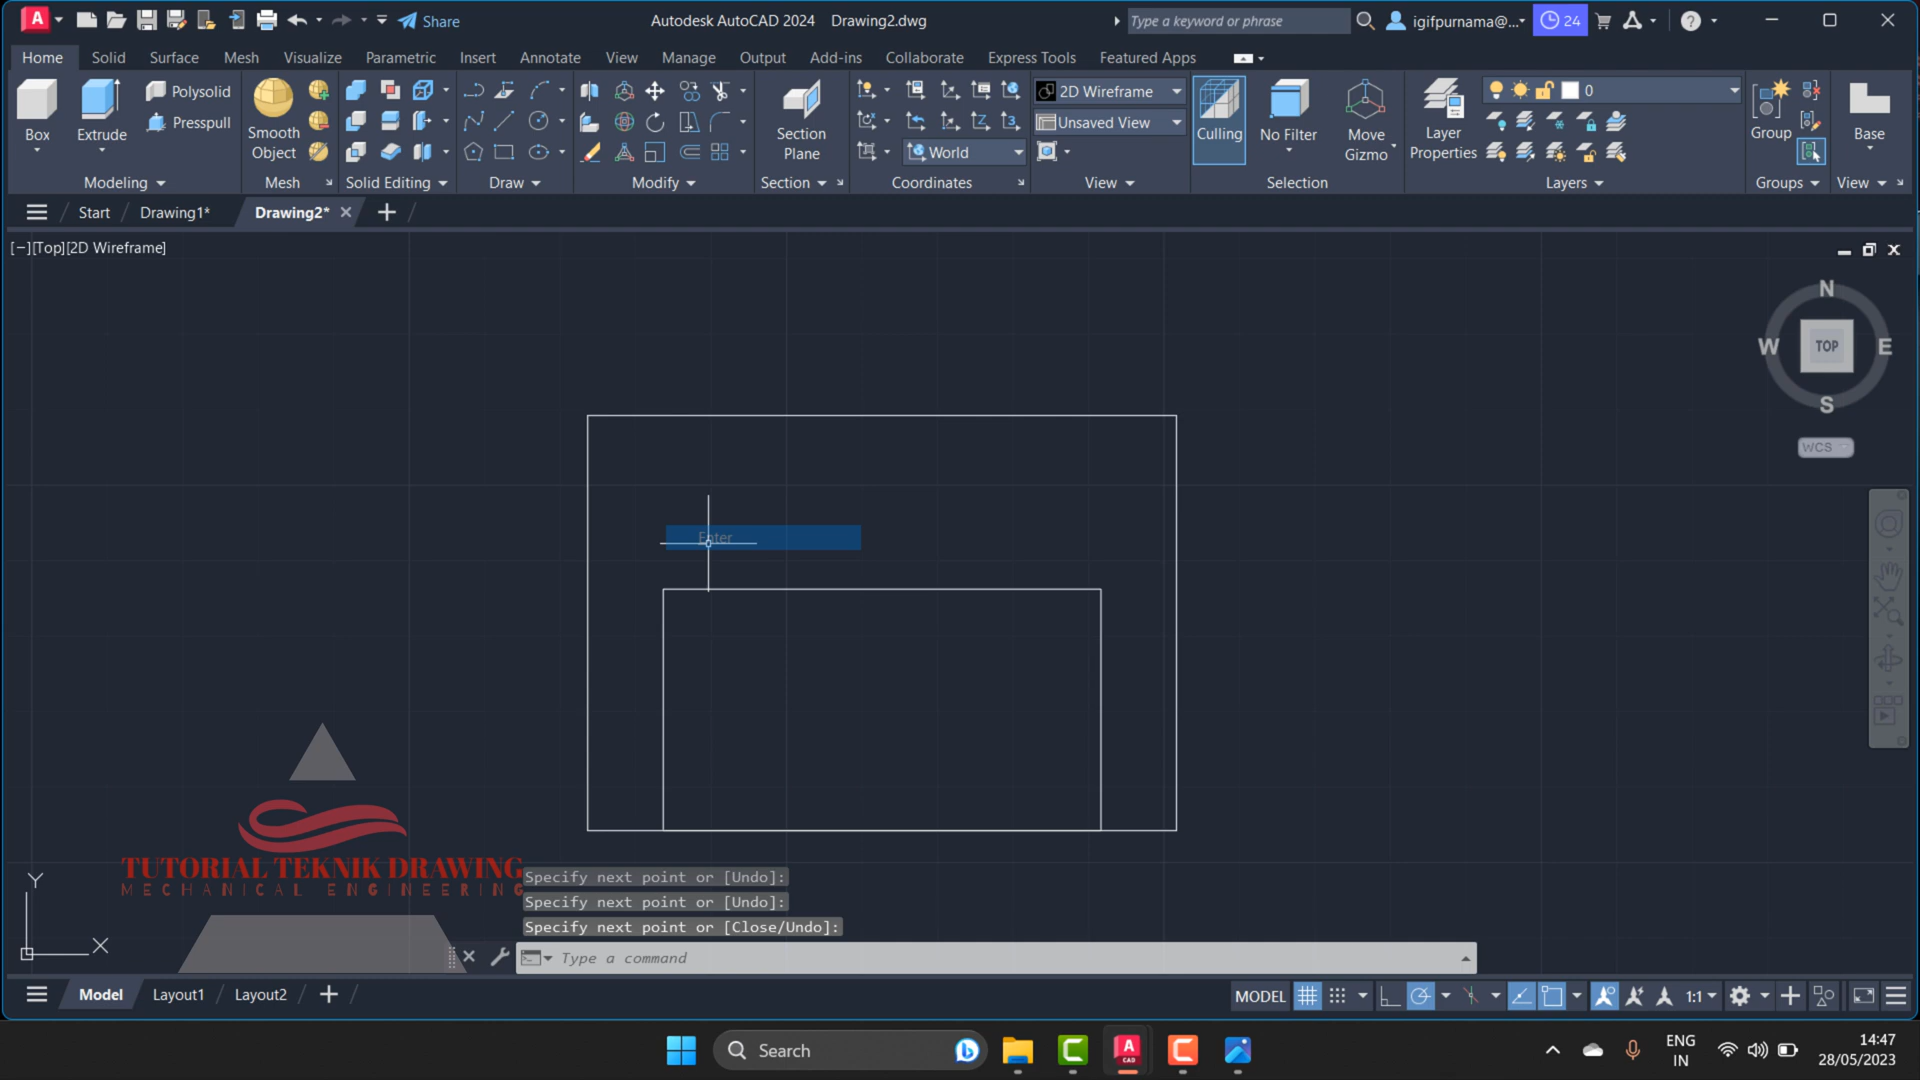 A Share Autodesk AutoCAD 2024 Drawing2.dwg Type a keyword or phrase igifpurnama@... 24
Home Solid Surface Mesh Visualize Parametric Insert Annotate View Manage Output Add-ins Collaborate Express Tools Featured Apps
Box
Extrude
Polysolid
Presspull
Modeling
Smooth
Object
Mesh
Solid Editing
Draw
Modify
Section
Plane
Section
World
Coordinates
2D Wireframe
Unsaved View
View
Culling
No Filter
Move
Gizmo
Selection
Layer
Properties
0
Layers
Group
Groups
Base
View
Start Drawing1* Drawing2*
[−][Top][2D Wireframe]
N
W TOP E
S
WCS
Enter
TUTORIAL TEKNIK DRAWING
MECHANICAL ENGINEERING
Y
X
Specify next point or [Undo]:
Specify next point or [Undo]:
Specify next point or [Close/Undo]:
Type a command
Model Layout1 Layout2 MODEL 1:1
Search
A
CAD
ENG
IN
14:47
28/05/2023